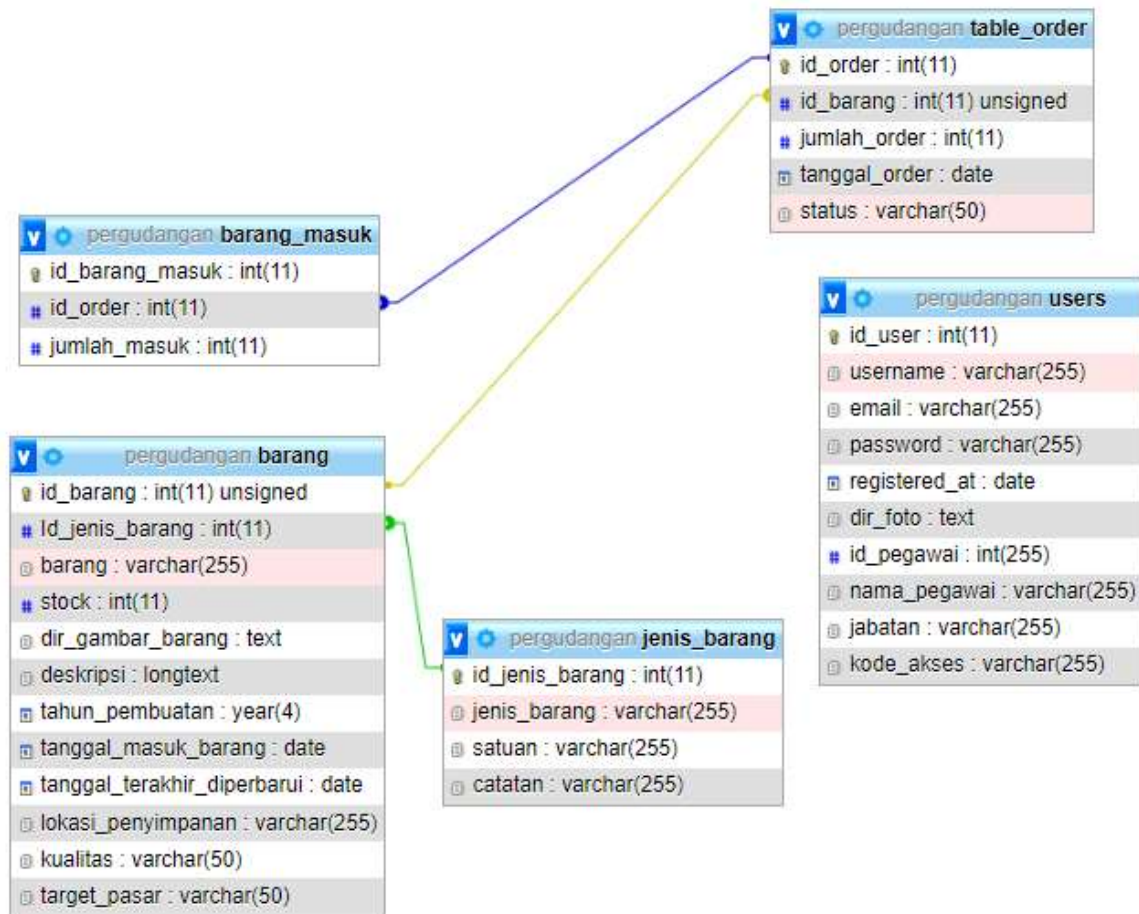 pergudangan table_order
id_order : int(11)
id_barang : int(11) unsigned
jumlah_order : int(11)
tanggal_order : date
status : varchar(50)
pergudangan barang_masuk
id_barang_masuk : int(11)
id_order : int(11)
jumlah_masuk : int(11)
pergudangan users
id_user : int(11)
username : varchar(255)
email : varchar(255)
password : varchar(255)
registered_at : date
dir_foto : text
id_pegawai : int(255)
nama_pegawai : varchar(255)
jabatan : varchar(255)
kode_akses : varchar(255)
pergudangan barang
id_barang : int(11) unsigned
Id_jenis_barang : int(11)
barang : varchar(255)
stock : int(11)
dir_gambar_barang : text
deskripsi : longtext
tahun_pembuatan : year(4)
tanggal_masuk_barang : date
tanggal_terakhir_diperbarui : date
lokasi_penyimpanan : varchar(255)
kualitas : varchar(50)
target_pasar : varchar(50)
pergudangan jenis_barang
id_jenis_barang : int(11)
jenis_barang : varchar(255)
satuan : varchar(255)
catatan : varchar(255)